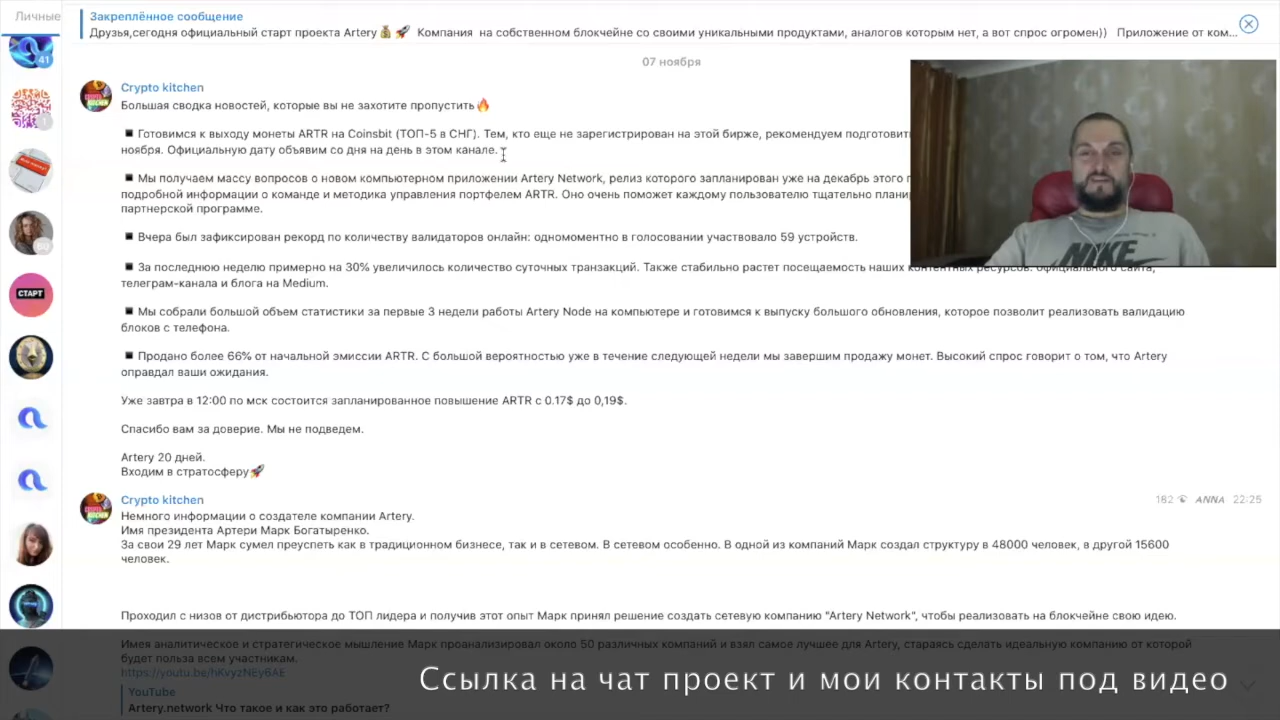 Личные
Закреплённое сообщение
Друзья,сегодня официальный старт проекта Artery💰🚀 Компания на собственном блокчейне со своими уникальными продуктами, аналогов которым нет, а вот спрос огромен)) Приложение от ком...
41
07 ноября
Crypto kitchen
Большая сводка новостей, которые вы не захотите пропустить🔥
◾ Готовимся к выходу монеты ARTR на Coinsbit (ТОП-5 в СНГ). Тем, кто еще не зарегистрирован на этой бирже, рекомендуем подготовить
ноября. Официальную дату объявим со дня на день в этом канале.
◾ Мы получаем массу вопросов о новом компьютерном приложении Artery Network, релиз которого запланирован уже на декабрь этого г
подробной информации о команде и методика управления портфелем ARTR. Оно очень поможет каждому пользователю тщательно плани
партнерской программе.
◾ Вчера был зафиксирован рекорд по количеству валидаторов онлайн: одномоментно в голосовании участвовало 59 устройств.
◾ За последнюю неделю примерно на 30% увеличилось количество суточных транзакций. Также стабильно растет посещаемость наших контентных ресурсов: официального сайта,
телеграм-канала и блога на Medium.
◾ Мы собрали большой объем статистики за первые 3 недели работы Artery Node на компьютере и готовимся к выпуску большого обновления, которое позволит реализовать валидацию
блоков с телефона.
◾ Продано более 66% от начальной эмиссии ARTR. С большой вероятностью уже в течение следующей недели мы завершим продажу монет. Высокий спрос говорит о том, что Artery
оправдал ваши ожидания.
Уже завтра в 12:00 по мск состоится запланированное повышение ARTR с 0.17$ до 0,19$.
Спасибо вам за доверие. Мы не подведем.
Artery 20 дней.
Входим в стратосферу🚀
СТАРТ
NIKE
Crypto kitchen
182 ANNA 22:25
Немного информации о создателе компании Artery.
Имя президента Артери Марк Богатыренко.
За свои 29 лет Марк сумел преуспеть как в традиционном бизнесе, так и в сетевом. В сетевом особенно. В одной из компаний Марк создал структуру в 48000 человек, в другой 15600
человек.
Проходил с низов от дистрибьютора до ТОП лидера и получив этот опыт Марк принял решение создать сетевую компанию "Artery Network", чтобы реализовать на блокчейне свою идею.
Имея аналитическое и стратегическое мышление Марк проанализировал около 50 различных компаний и взял самое лучшее для Artery, стараясь сделать идеальную компанию от которой
будет польза всем участникам.
https://youtu.be/hKvyzNEyBAE
YouTube
Artery.network Что такое и как это работает?
Ссылка на чат проект и мои контакты под видео